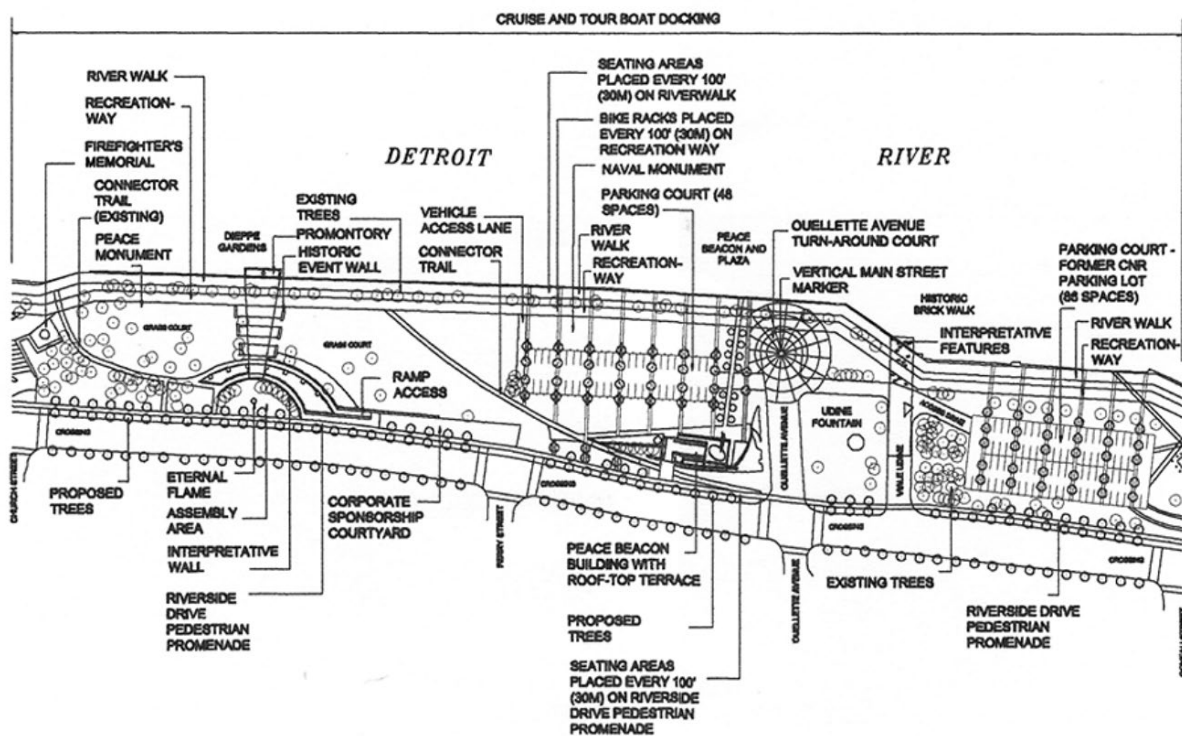 CRUISE AND TOUR BOAT DOCKING
RIVER WALK
RECREATION-
WAY
FIREFIGHTER'S
MEMORIAL
CONNECTOR
TRAIL
(EXISTING)
PEACE
MONUMENT
DIEPPE
GARDENS
EXISTING
TREES
PROMONTORY
HISTORIC
EVENT WALL
DETROIT
VEHICLE
ACCESS LANE
CONNECTOR
TRAIL
SEATING AREAS
PLACED EVERY 100'
(30M) ON RIVERWALK
BIKE RACKS PLACED
EVERY 100' (30M) ON
RECREATION WAY
NAVAL MONUMENT
PARKING COURT (48
SPACES)
RIVER
WALK
RECREATION-
WAY
PEACE
BEACON AND
PLAZA
RIVER
OUELLETTE AVENUE
TURN-AROUND COURT
VERTICAL MAIN STREET
MARKER
HISTORIC
BRICK WALK
INTERPRETATIVE
FEATURES
PARKING COURT -
FORMER CNR
PARKING LOT
(86 SPACES)
RIVER WALK
RECREATION-
WAY
GRASS COURT
GRASS COURT
RAMP
ACCESS
UDINE
FOUNTAIN
ACCESS DRIVE
OUELLETTE AVENUE
VIALE UDINE
CHURCH STREET
CROSSING
CROSSING
FERRY STREET
CROSSING
CROSSING
CROSSING
OUELLETTE AVENUE
PROPOSED
TREES
ETERNAL
FLAME
ASSEMBLY
AREA
INTERPRETATIVE
WALL
RIVERSIDE
DRIVE
PEDESTRIAN
PROMENADE
CORPORATE
SPONSORSHIP
COURTYARD
PEACE BEACON
BUILDING WITH
ROOF-TOP TERRACE
PROPOSED
TREES
SEATING AREAS
PLACED EVERY 100'
(30M) ON RIVERSIDE
DRIVE PEDESTRIAN
PROMENADE
EXISTING TREES
RIVERSIDE DRIVE
PEDESTRIAN
PROMENADE